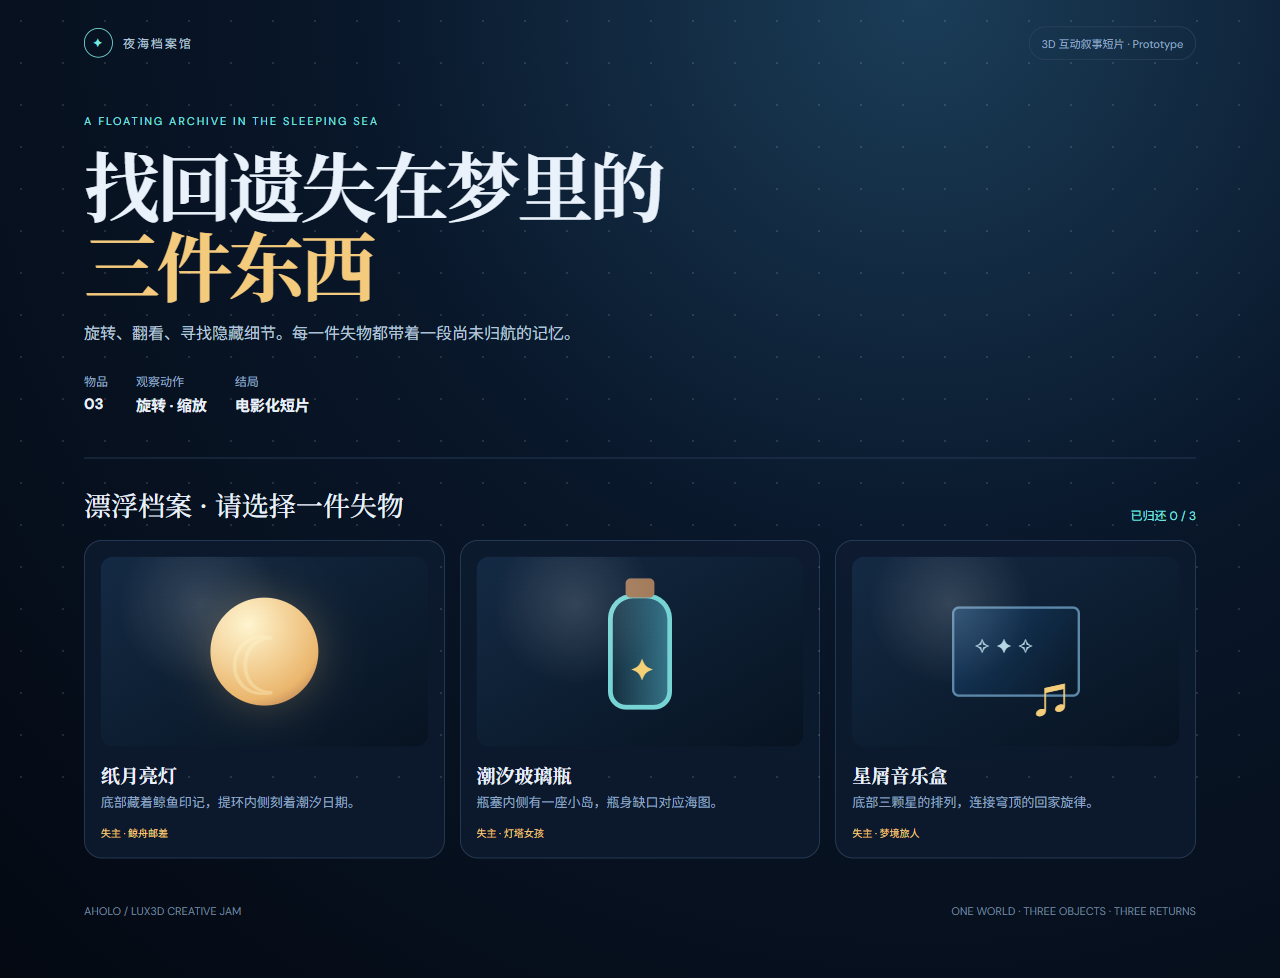 夜海档案馆
3D 互动叙事短片 · Prototype
A FLOATING ARCHIVE IN THE SLEEPING SEA
找回遗失在梦里的
三件东西
旋转、翻看、寻找隐藏细节。每一件失物都带着一段尚未归航的记忆。
物品 观察动作 结局
03 旋转 · 缩放 电影化短片
漂浮档案 · 请选择一件失物
已归还 0 / 3
纸月亮灯
底部藏着鲸鱼印记，提环内侧刻着潮汐日期。
失主 · 鲸舟邮差
潮汐玻璃瓶
瓶塞内侧有一座小岛，瓶身缺口对应海图。
失主 · 灯塔女孩
星屑音乐盒
底部三颗星的排列，连接穹顶的回家旋律。
失主 · 梦境旅人
AHOLO / LUX3D CREATIVE JAM
ONE WORLD · THREE OBJECTS · THREE RETURNS